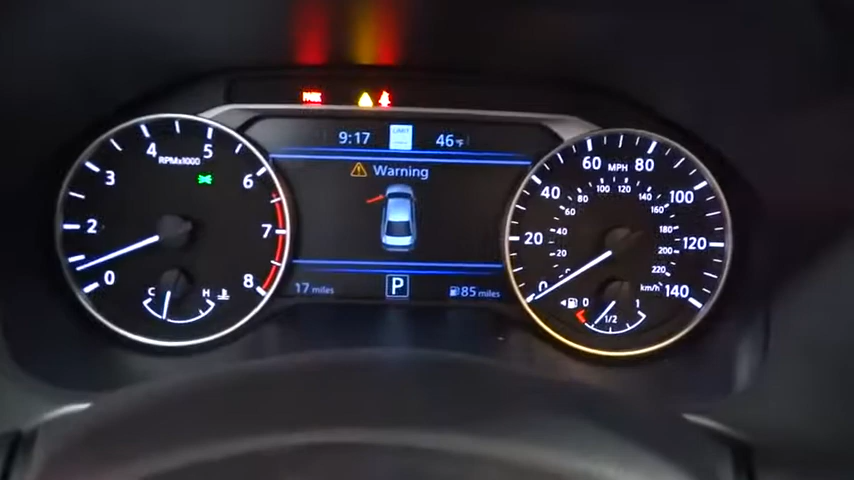 PARK
9:17
LIMIT
46°F
Warning
0
2
3
4
5
6
7
8
RPMx1000
C
H
17 miles
P
85 miles
0
20
40
60
80
100
120
140
MPH
20
40
60
80
100
120
140
160
180
200
220
km/h
0
1/2
1